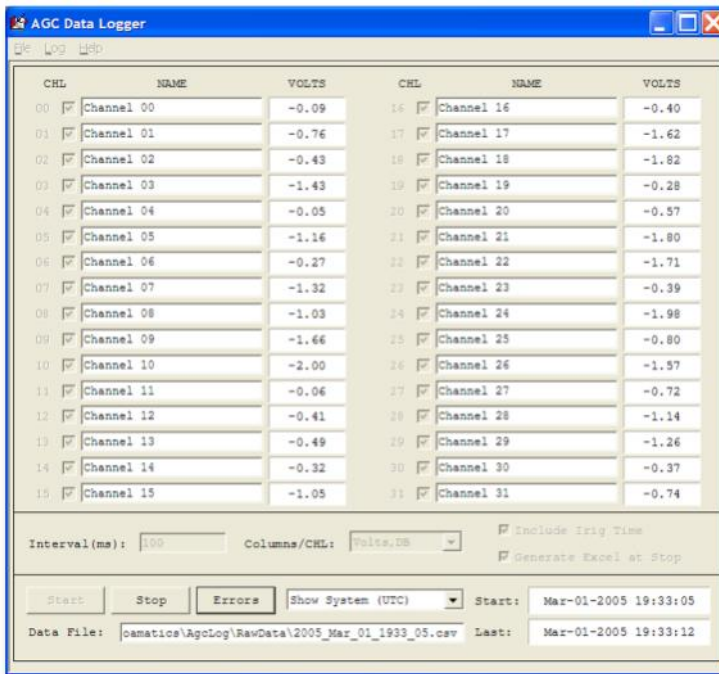 AGC Data Logger
File Log Help
CHL NAME VOLTS CHL NAME VOLTS
00 Channel 00 -0.09 16 Channel 16 -0.40
01 Channel 01 -0.76 17 Channel 17 -1.62
02 Channel 02 -0.43 18 Channel 18 -1.82
03 Channel 03 -1.43 19 Channel 19 -0.28
04 Channel 04 -0.05 20 Channel 20 -0.57
05 Channel 05 -1.16 21 Channel 21 -1.80
06 Channel 06 -0.27 22 Channel 22 -1.71
07 Channel 07 -1.32 23 Channel 23 -0.39
08 Channel 08 -1.03 24 Channel 24 -1.98
09 Channel 09 -1.66 25 Channel 25 -0.80
10 Channel 10 -2.00 26 Channel 26 -1.57
11 Channel 11 -0.06 27 Channel 27 -0.72
12 Channel 12 -0.41 28 Channel 28 -1.14
13 Channel 13 -0.49 29 Channel 29 -1.26
14 Channel 14 -0.32 30 Channel 30 -0.37
15 Channel 15 -1.05 31 Channel 31 -0.74
Include Irig Time
Interval(ms): 100 Columns/CHL: Volts,DB
Generate Excel at Stop
Start Stop Errors Show System (UTC) Start: Mar-01-2005 19:33:05
Data File: oamatics\AgcLog\RawData\2005_Mar_01_1933_05.csv Last: Mar-01-2005 19:33:12